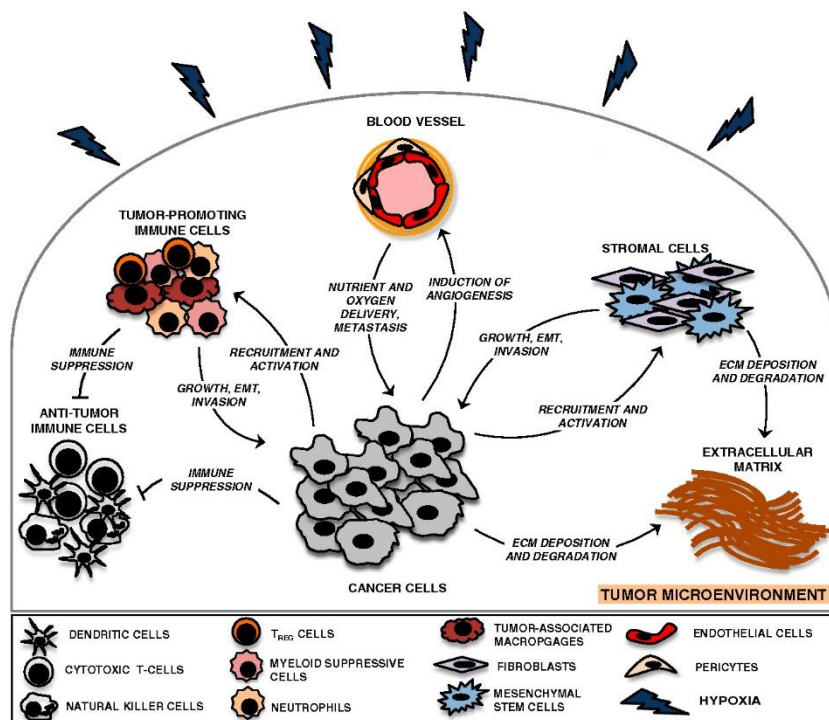 BLOOD VESSEL
TUMOR-PROMOTING
IMMUNE CELLS
STROMAL CELLS
NUTRIENT AND
OXYGEN
DELIVERY,
METASTASIS
INDUCTION OF
ANGIOGENESIS
IMMUNE
SUPPRESSION
RECRUITMENT AND
ACTIVATION
GROWTH, EMT,
INVASION
GROWTH, EMT,
INVASION
ECM DEPOSITION
AND DEGRADATION
ANTI-TUMOR
IMMUNE CELLS
RECRUITMENT AND
ACTIVATION
EXTRACELLULAR
MATRIX
IMMUNE
SUPPRESSION
ECM DEPOSITION
AND DEGRADATION
CANCER CELLS
TUMOR MICROENVIRONMENT
DENDRITIC CELLS
CYTOTOXIC T-CELLS
NATURAL KILLER CELLS
TREG CELLS
MYELOID SUPPRESSIVE
CELLS
NEUTROPHILS
TUMOR-ASSOCIATED
MACROPGAGES
FIBROBLASTS
MESENCHYMAL
STEM CELLS
ENDOTHELIAL CELLS
PERICYTES
HYPOXIA